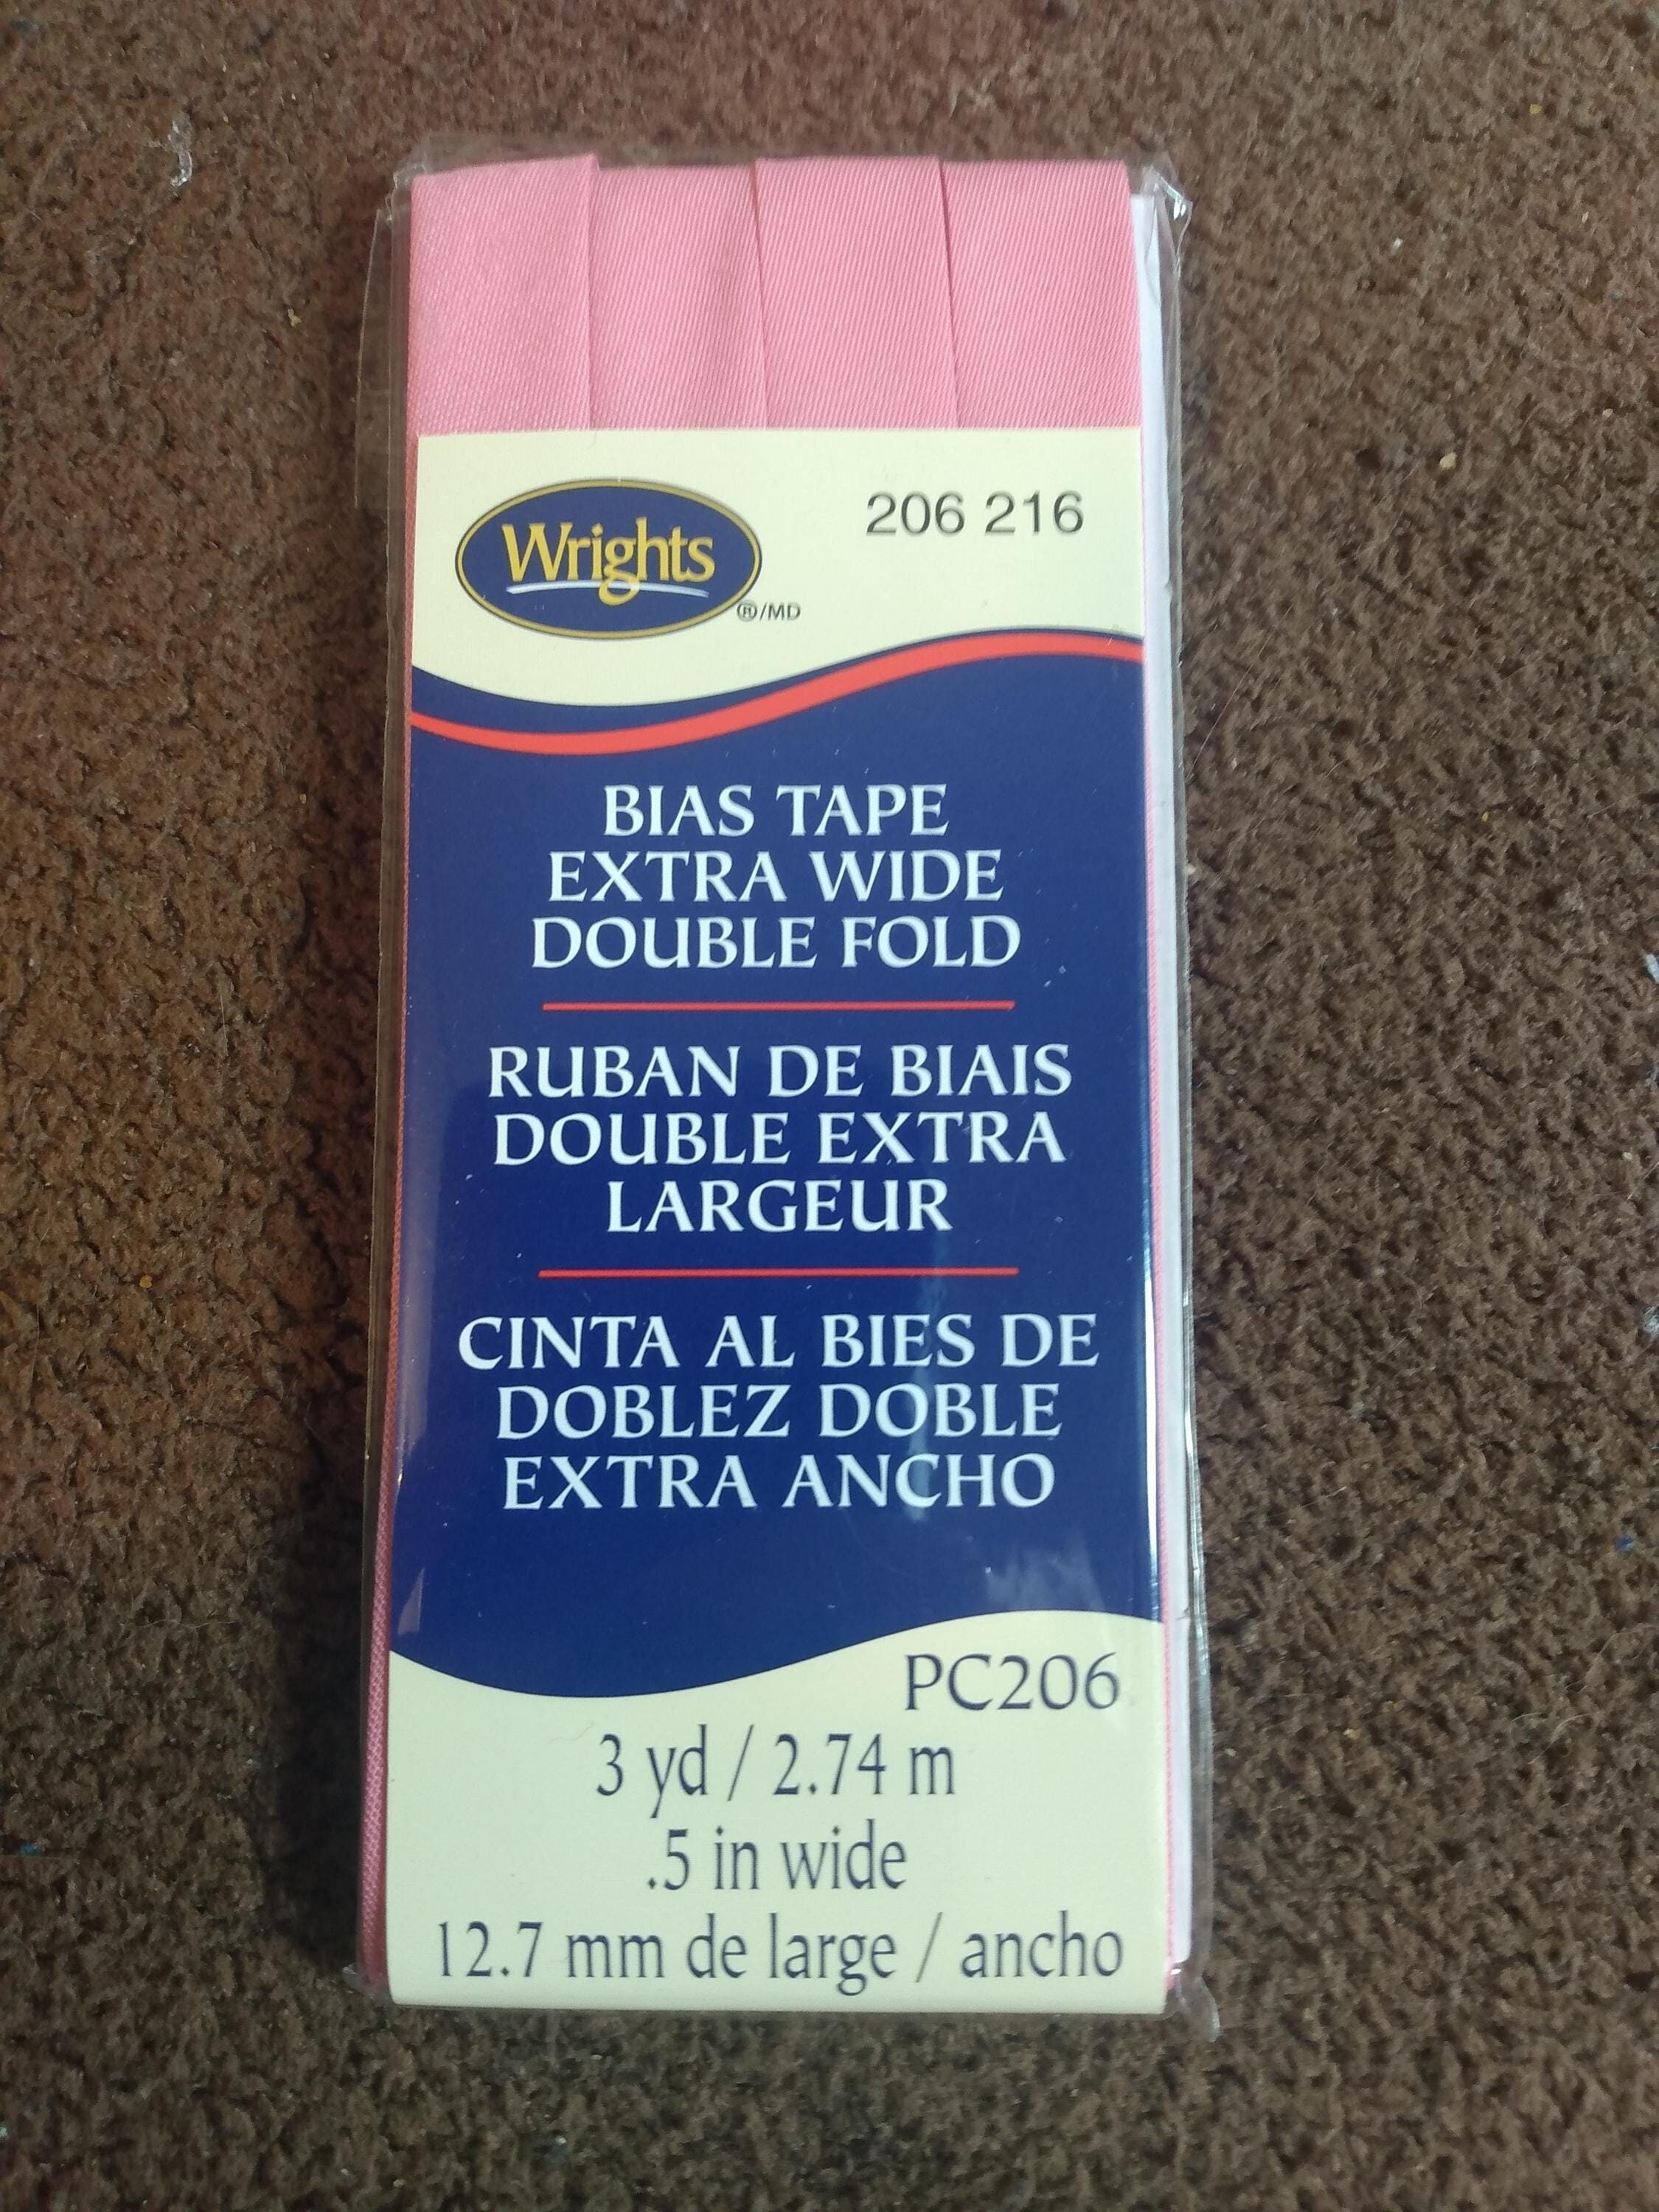 Wrights
®/MD
206 216
BIAS TAPE
EXTRA WIDE
DOUBLE FOLD
RUBAN DE BIAIS
DOUBLE EXTRA
LARGEUR
CINTA AL BIES DE
DOBLEZ DOBLE
EXTRA ANCHO
PC206
3 yd / 2.74 m
.5 in wide
12.7 mm de large / ancho